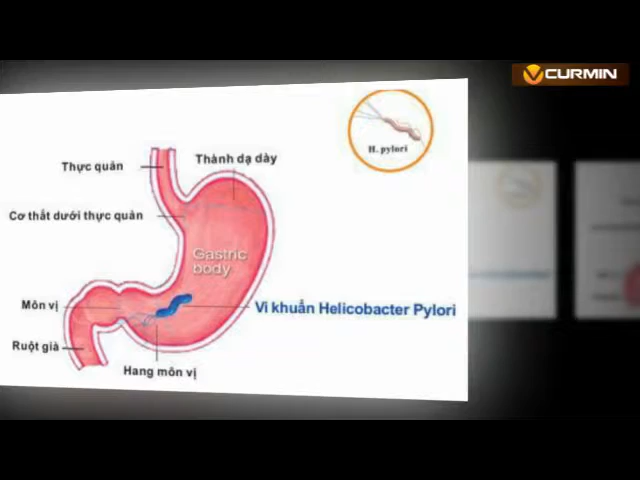 VCURMIN
H. pylori
Thành dạ dày
Thực quản
Cơ thắt dưới thực quản
Gastric
body
Môn vị
Vi khuẩn Helicobacter Pylori
Ruột già
Hang môn vị